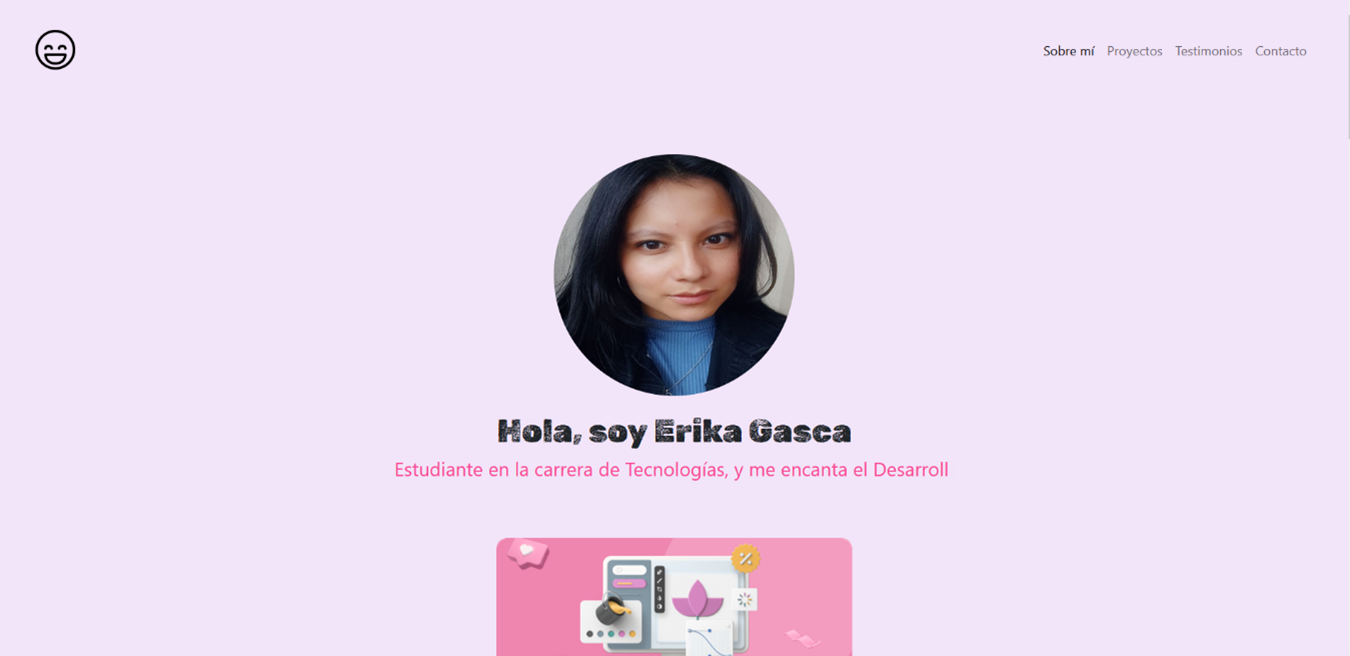 Sobre mí Proyectos Testimonios Contacto
Hola, soy Erika Gasca
Estudiante en la carrera de Tecnologías, y me encanta el Desarroll